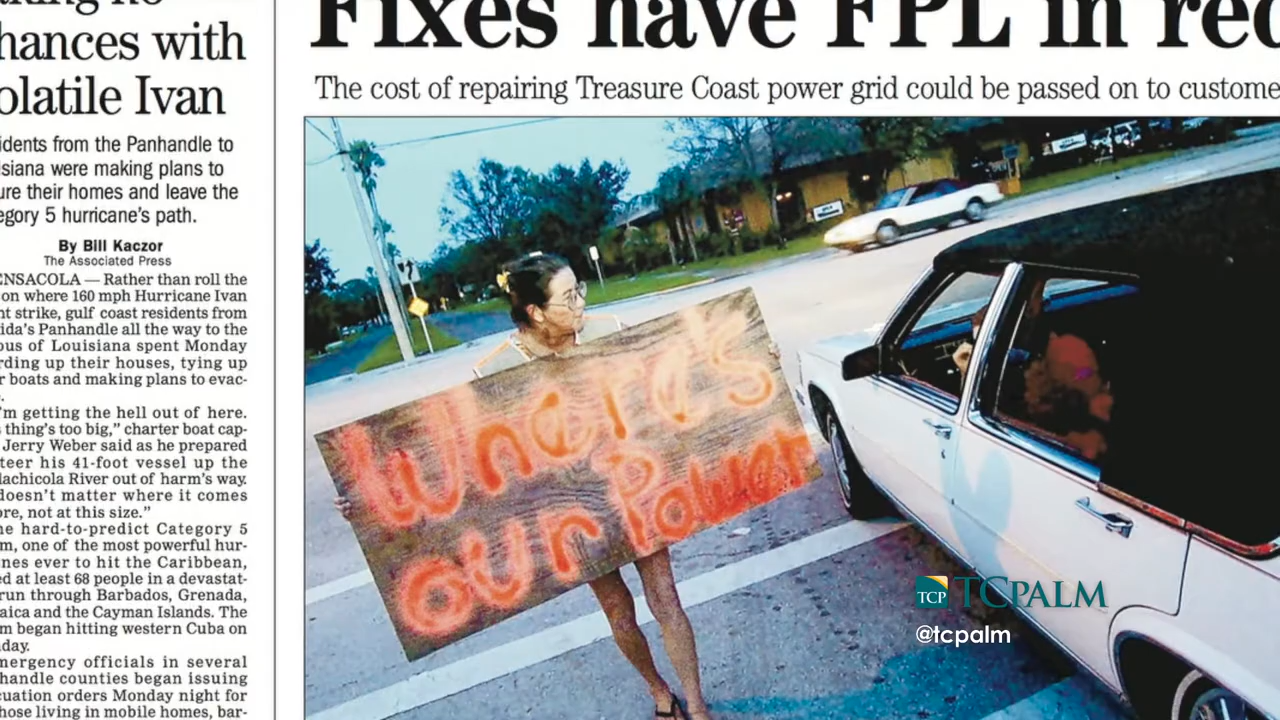 hances with
olatile Ivan
idents from the Panhandle to
siana were making plans to
ure their homes and leave the
egory 5 hurricane's path.
By Bill Kaczor
The Associated Press
ENSACOLA — Rather than roll the
on where 160 mph Hurricane Ivan
ht strike, gulf coast residents from
ida's Panhandle all the way to the
ous of Louisiana spent Monday
rding up their houses, tying up
r boats and making plans to evac-
'm getting the hell out of here.
s thing's too big," charter boat cap-
Jerry Weber said as he prepared
teer his 41-foot vessel up the
lachicola River out of harm's way.
doesn't matter where it comes
ore, not at this size."
he hard-to-predict Category 5
m, one of the most powerful hur-
nes ever to hit the Caribbean,
ed at least 68 people in a devastat-
run through Barbados, Grenada,
aica and the Cayman Islands. The
m began hitting western Cuba on
day.
mergency officials in several
handle counties began issuing
cuation orders Monday night for
hose living in mobile homes, bar-
Fixes have FPL in red
The cost of repairing Treasure Coast power grid could be passed on to custome
Where's
our Power
TCP TCPALM
@tcpalm